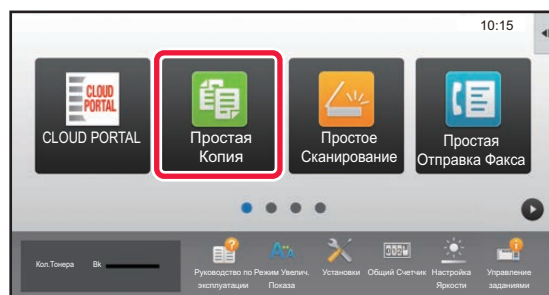 10:15
CLOUD
PORTAL
CLOUD PORTAL
Простая
Копия
Простое
Сканирование
Простая
Отправка Факса
Кол.Тонера Bk
Руководство по
эксплуатации
Режим Увелич.
Показа
Установки
Общий Счетчик
Настройка
Яркости
Управление
заданиями